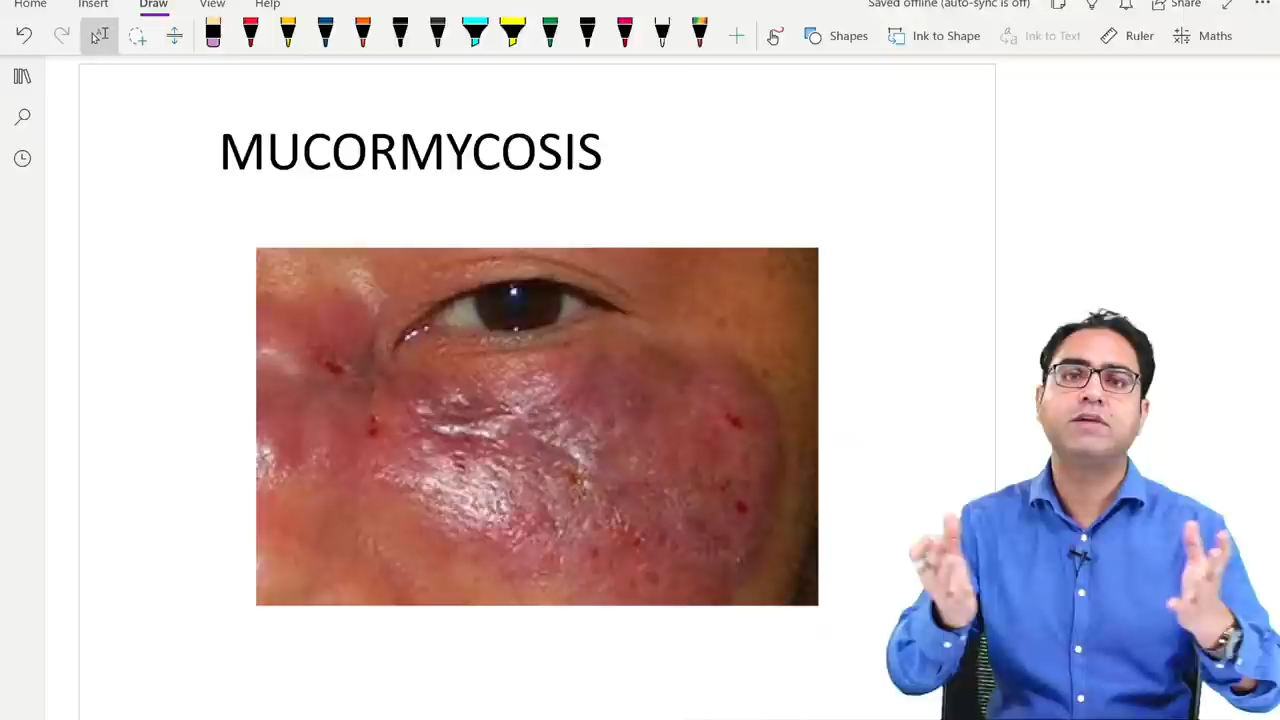 Home Insert Draw View Help Saved offline (auto-sync is off) Share
Shapes Ink to Shape Ink to Text Ruler Maths
MUCORMYCOSIS